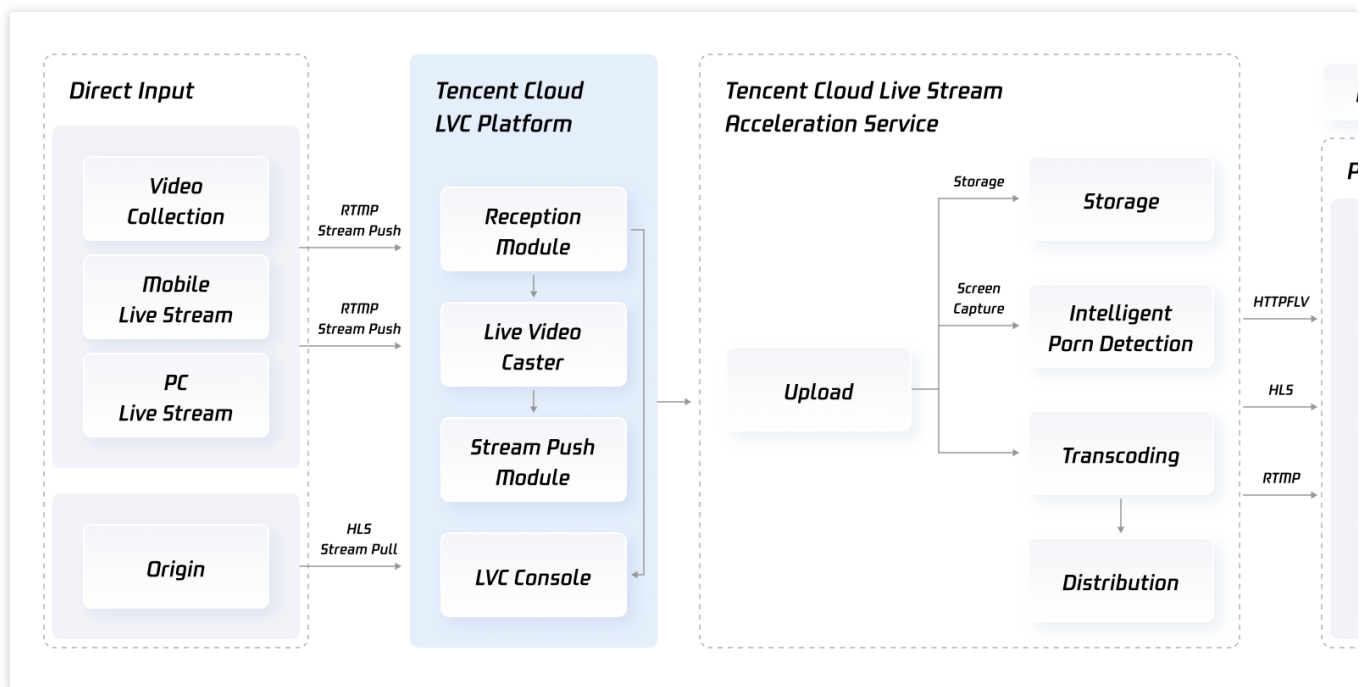 Direct Input
Video
Collection
Mobile
Live Stream
PC
Live Stream
Origin
RTMP
Stream Push
RTMP
Stream Push
HLS
Stream Pull
Tencent Cloud
LVC Platform
Reception
Module
Live Video
Caster
Stream Push
Module
LVC Console
Tencent Cloud Live Stream
Acceleration Service
Upload
Storage
Screen
Capture
Storage
Intelligent
Porn Detection
Transcoding
Distribution
HTTPFLV
HLS
RTMP